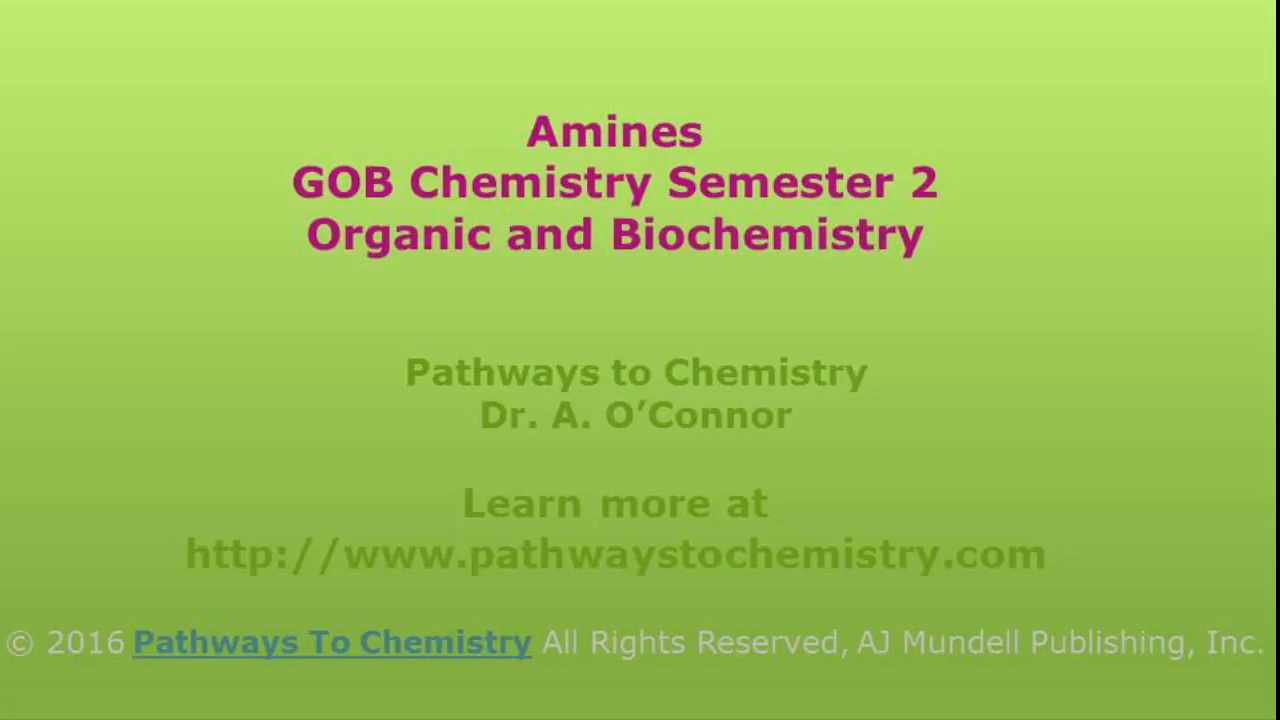 Amines
GOB Chemistry Semester 2
Organic and Biochemistry
Pathways to Chemistry
Dr. A. O’Connor
Learn more at
http://www.pathwaystochemistry.com
© 2016 Pathways To Chemistry All Rights Reserved, AJ Mundell Publishing, Inc.